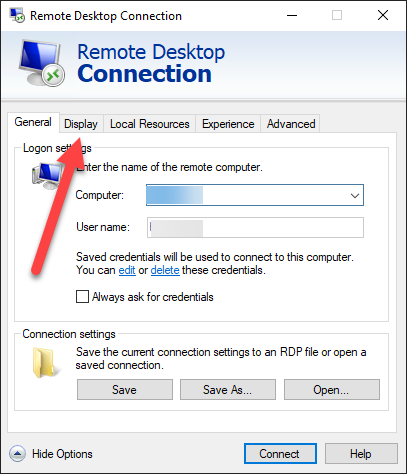 Remote Desktop Connection
Remote Desktop
Connection
General Display Local Resources Experience Advanced
Logon settings
Enter the name of the remote computer.
Computer:
User name:
Saved credentials will be used to connect to this computer.
You can edit or delete these credentials.
Always ask for credentials
Connection settings
Save the current connection settings to an RDP file or open a
saved connection.
Save Save As... Open...
Hide Options Connect Help